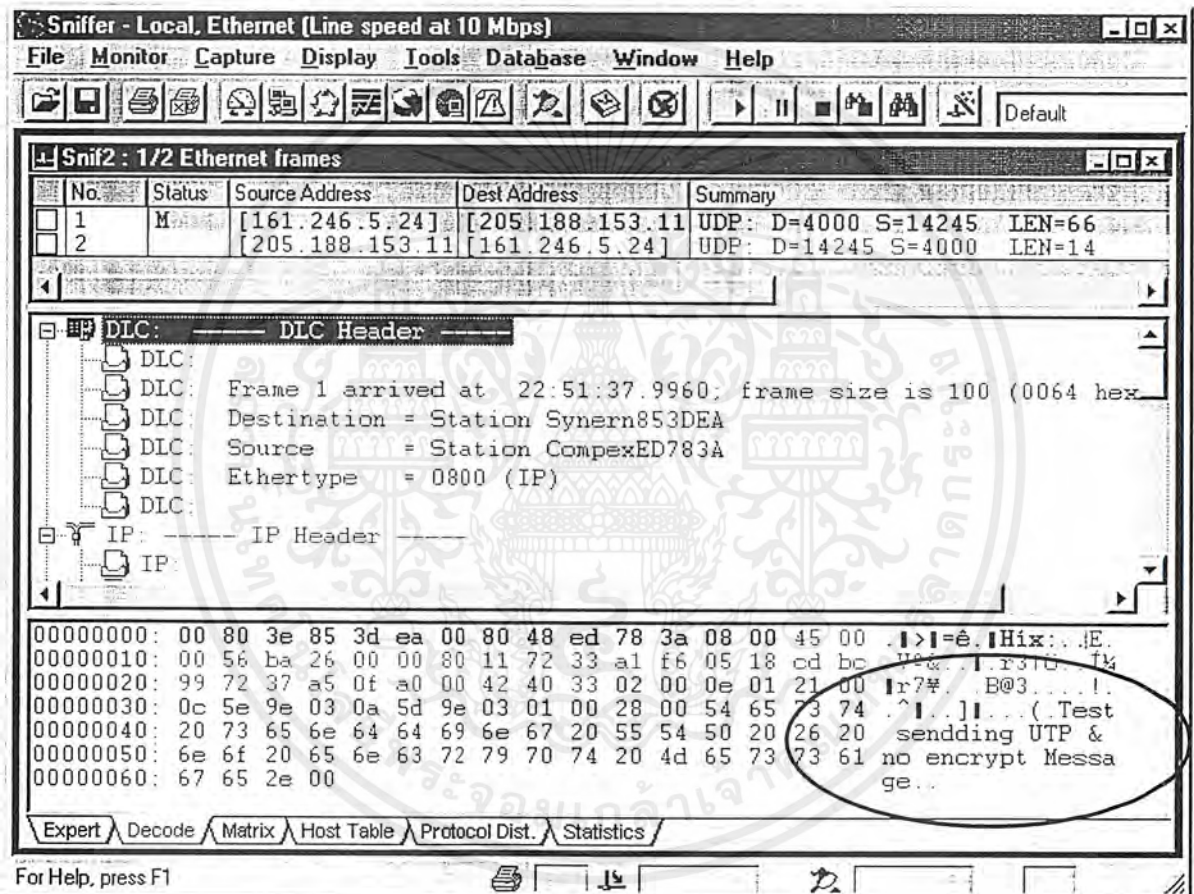 Sniffer - Local, Ethernet (Line speed at 10 Mbps)
File Monitor Capture Display Tools Database Window Help
Default
Snif2 : 1/2 Ethernet frames
No. Status Source Address Dest Address Summary
1 M [161.246.5.24] [205.188.153.11 UDP: D=4000 S=14245 LEN=66
2 [205.188.153.11 [161.246.5.24] UDP: D=14245 S=4000 LEN=14
DLC: ----- DLC Header -----
DLC:
DLC: Frame 1 arrived at 22:51:37.9960; frame size is 100 (0064 hex
DLC: Destination = Station Synern853DEA
DLC: Source = Station CompexED783A
DLC: Ethertype = 0800 (IP)
DLC:
IP: ----- IP Header -----
IP:
00000000: 00 80 3e 85 3d ea 00 80 48 ed 78 3a 08 00 45 00 .▌>▌=ê.▌Híx:..E.
00000010: 00 56 ba 26 00 00 80 11 72 33 a1 f6 05 18 cd bc
00000020: 99 72 37 a5 0f a0 00 42 40 33 02 00 0e 01 21 00 ▌r7¥. .B@3....!.
00000030: 0c 5e 9e 03 0a 5d 9e 03 01 00 28 00 54 65 73 74 .^▌..]▌...(.Test
00000040: 20 73 65 6e 64 64 69 6e 67 20 55 54 50 20 26 20 sendding UTP &
00000050: 6e 6f 20 65 6e 63 72 79 70 74 20 4d 65 73 73 61 no encrypt Messa
00000060: 67 65 2e 00 ge..
Expert Decode Matrix Host Table Protocol Dist. Statistics
For Help, press F1